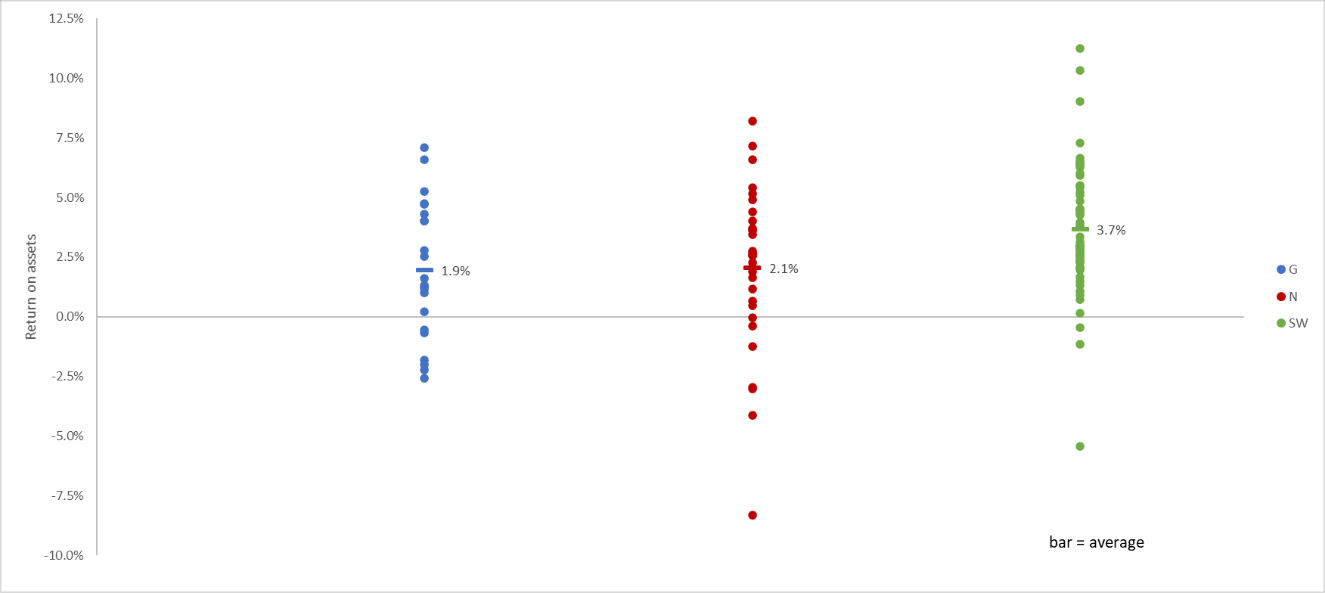 12.5%
10.0%
7.5%
5.0%
2.5%
0.0%
-2.5%
-5.0%
-7.5%
-10.0%
Return on assets
1.9%
2.1%
3.7%
G
N
SW
bar = average